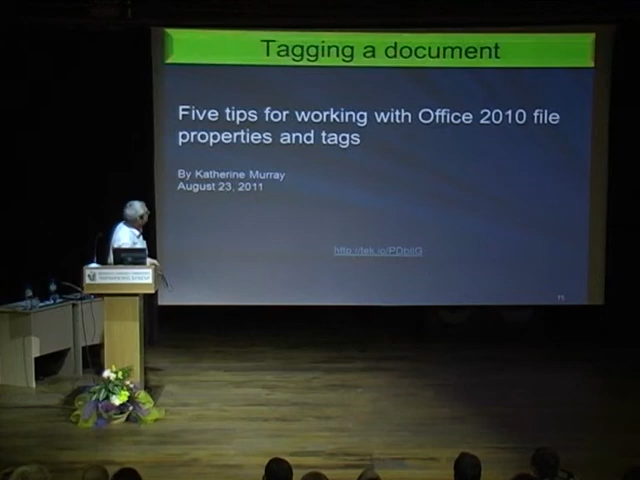 Tagging a document
Five tips for working with Office 2010 file
properties and tags
By Katherine Murray
August 23, 2011